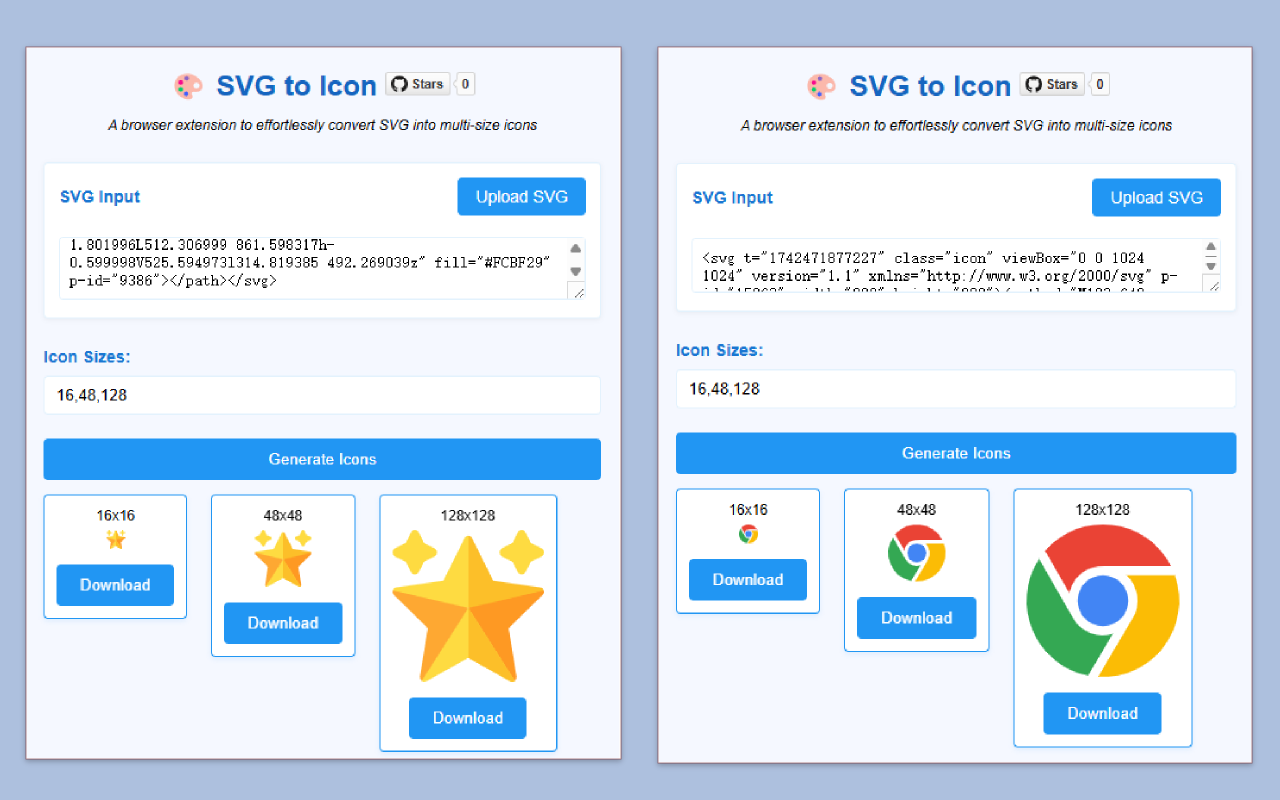 SVG to Icon
Stars
0
A browser extension to effortlessly convert SVG into multi-size icons
SVG Input
Upload SVG
1.801996L512.306999 861.598317h-
0.599998V525.594973l314.819385 492.269039z" fill="#FCBF29"
p-id="9386"></path></svg>
Icon Sizes:
16,48,128
Generate Icons
16x16
Download
48x48
Download
128x128
Download
SVG to Icon
Stars
0
A browser extension to effortlessly convert SVG into multi-size icons
SVG Input
Upload SVG
<svg t="1742471877227" class="icon" viewBox="0 0 1024
1024" version="1.1" xmlns="http://www.w3.org/2000/svg" p-
Icon Sizes:
16,48,128
Generate Icons
16x16
Download
48x48
Download
128x128
Download